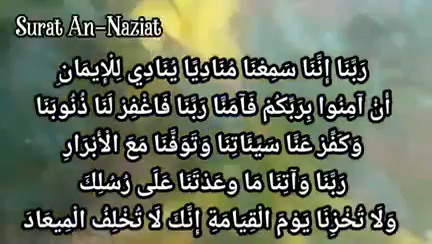 Surat An-Naziat
رَبَّنَا إِنَّنَا سَمِعْنَا مُنَادِيًا يُنَادِي لِلْإِيمَانِ
أَنْ آمِنُوا بِرَبِّكُمْ فَآمَنَّا رَبَّنَا فَاغْفِرْ لَنَا ذُنُوبَنَا
وَكَفِّرْ عَنَّا سَيِّئَاتِنَا وَتَوَفَّنَا مَعَ الْأَبْرَارِ
رَبَّنَا وَآتِنَا مَا وَعَدْتَنَا عَلَى رُسُلِكَ
وَلَا تُخْزِنَا يَوْمَ الْقِيَامَةِ إِنَّكَ لَا تُخْلِفُ الْمِيعَادَ